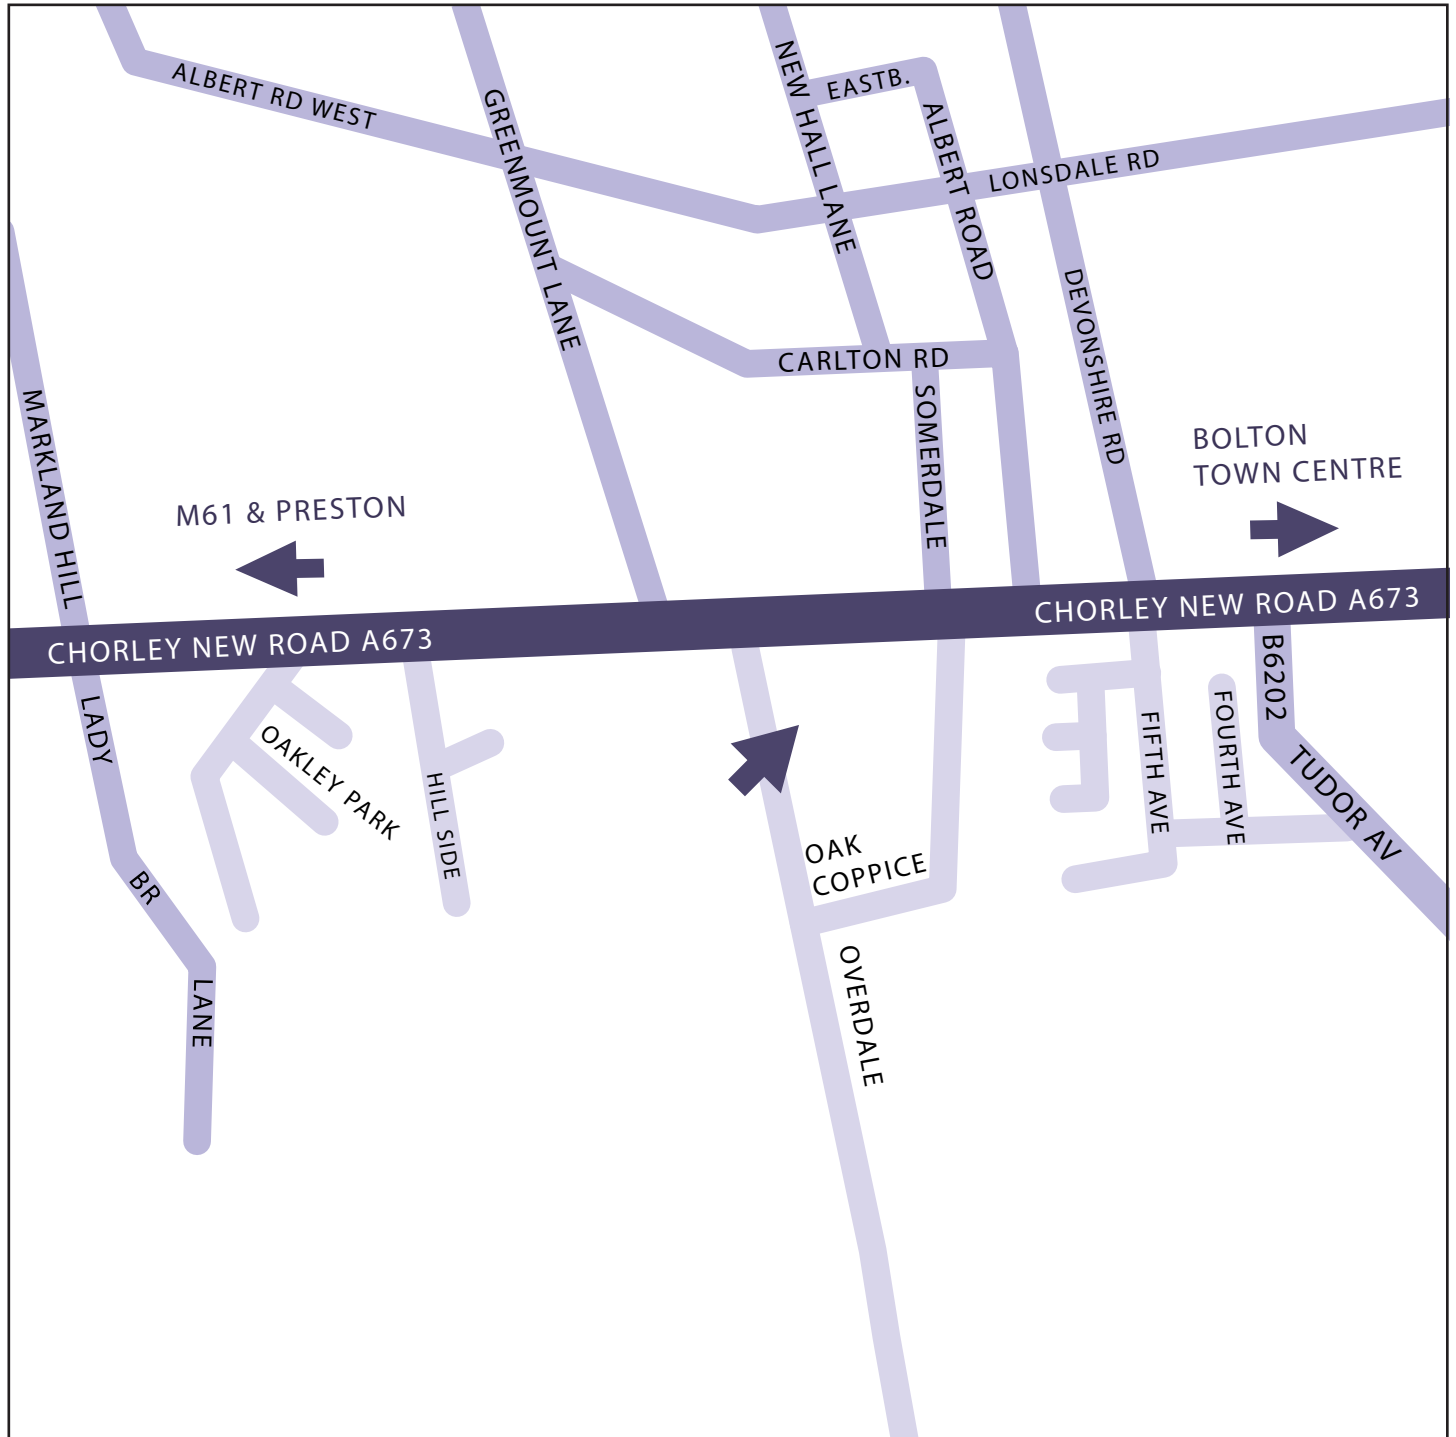 ALBERT RD WEST
GREENMOUNT LANE
NEW HALL LANE
EASTB.
ALBERT ROAD
LONSDALE RD
DEVONSHIRE RD
CARLTON RD
SOMERDALE
MARKLAND HILL
M61 & PRESTON
BOLTON
TOWN CENTRE
CHORLEY NEW ROAD A673
CHORLEY NEW ROAD A673
LADY
BR
LANE
OAKLEY PARK
HILL SIDE
OAK
COPPICE
OVERDALE
FIFTH AVE
FOURTH AVE
B6202
TUDOR AV